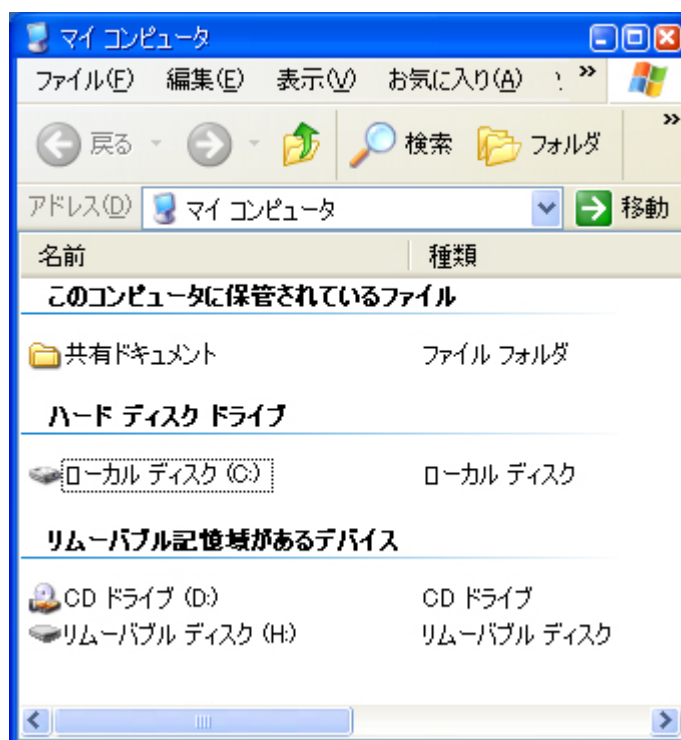 マイ コンピュータ
ファイル(F) 編集(E) 表示(V) お気に入り(A) »
戻る 検索 フォルダ »
アドレス(D) マイ コンピュータ 移動
名前 種類
このコンピュータに保管されているファイル
共有ドキュメント ファイル フォルダ
ハード ディスク ドライブ
ローカル ディスク (C:) ローカル ディスク
リムーバブル記憶域があるデバイス
CD ドライブ (D:) CD ドライブ
リムーバブル ディスク (H:) リムーバブル ディスク